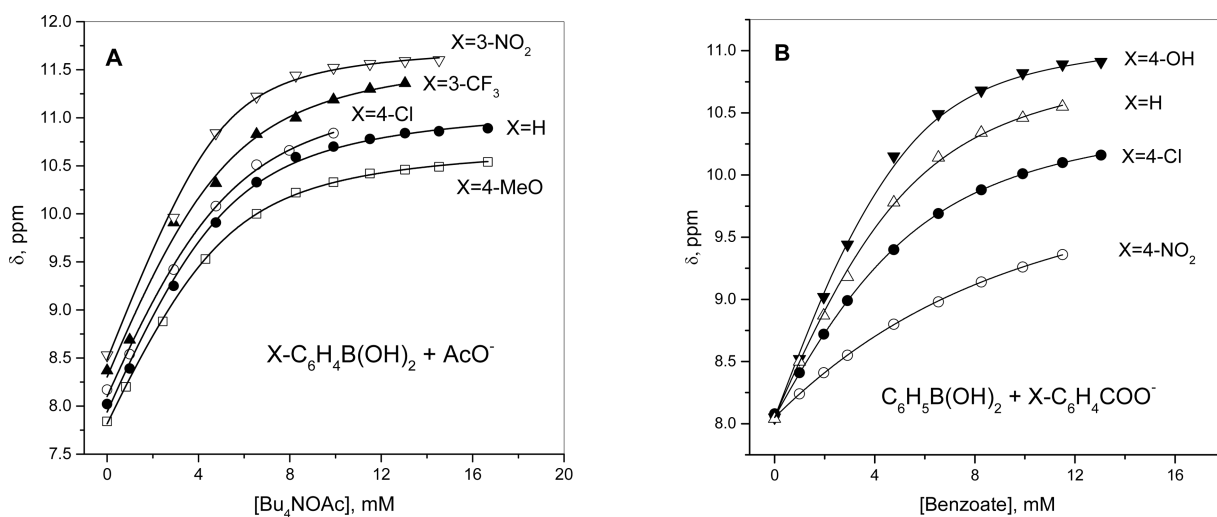 A
X=3-NO₂
X=3-CF₃
X=4-Cl
X=H
X=4-MeO
X-C₆H₄B(OH)₂ + AcO⁻
δ, ppm
12.0
11.5
11.0
10.5
10.0
9.5
9.0
8.5
8.0
7.5
0 4 8 12 16 20
[Bu₄NOAc], mM
B
X=4-OH
X=H
X=4-Cl
X=4-NO₂
C₆H₅B(OH)₂ + X-C₆H₄COO⁻
δ, ppm
11.0
10.5
10.0
9.5
9.0
8.5
8.0
0 4 8 12 16
[Benzoate], mM